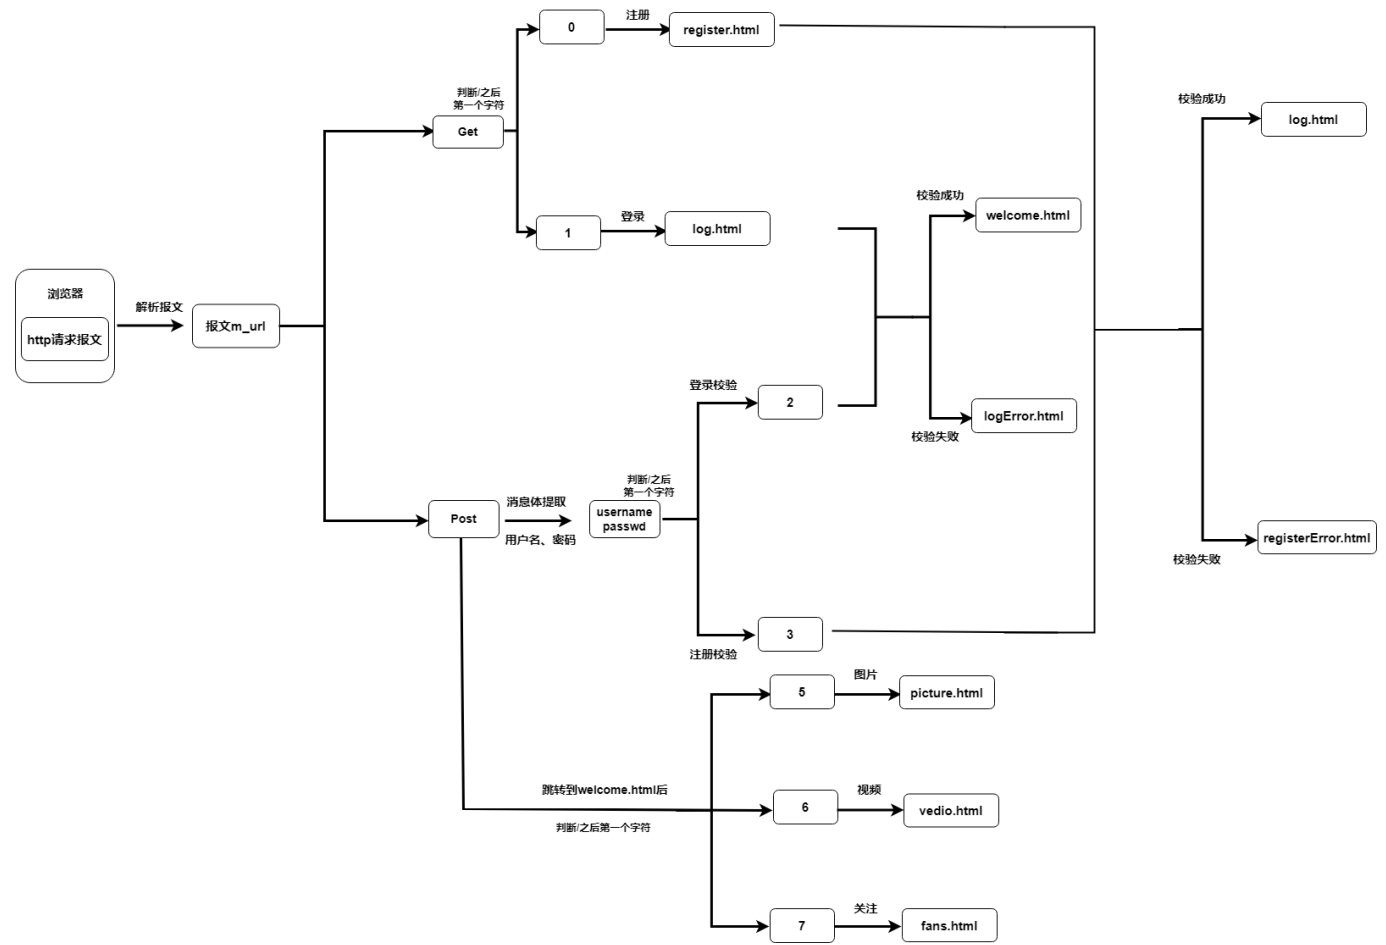 浏览器
http请求报文
解析报文
报文m_url
判断/之后
第一个字符
Get
0
注册
register.html
1
登录
log.html
校验成功
welcome.html
校验失败
logError.html
校验成功
log.html
校验失败
registerError.html
Post
消息体提取
用户名、密码
username
passwd
判断/之后
第一个字符
登录校验
2
注册校验
3
跳转到welcome.html后
判断/之后第一个字符
5
图片
picture.html
6
视频
vedio.html
7
关注
fans.html